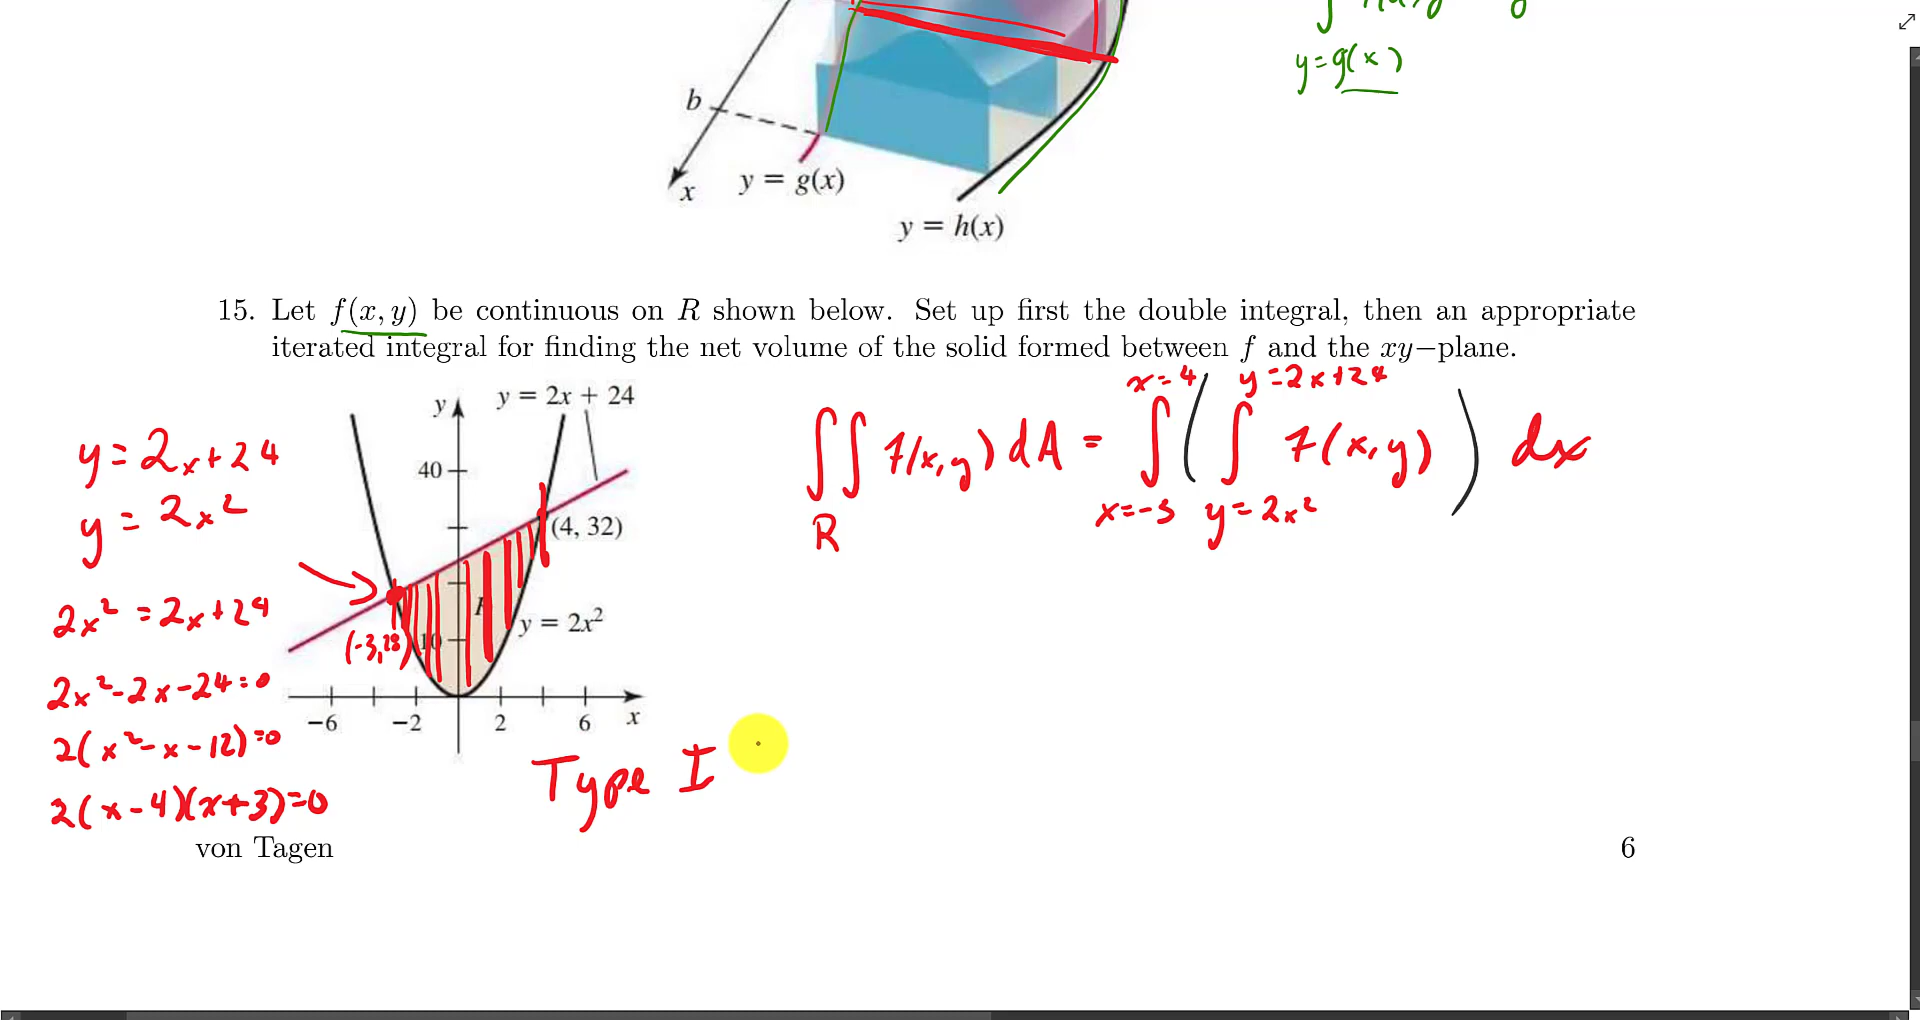 y = g(x)
b
x
y = g(x)
y = h(x)
15. Let f(x, y) be continuous on R shown below. Set up first the double integral, then an appropriate
iterated integral for finding the net volume of the solid formed between f and the xy−plane.
x=4 y=2x+24
∬ f(x,y) dA = ∫ ( ∫ f(x,y) ) dx
R x=-3 y=2x²
y = 2x+24
y = 2x²
2x² = 2x+24
2x²-2x-24=0
2(x²-x-12)=0
2(x-4)(x+3)=0
y y = 2x + 24
40
(4, 32)
R
y = 2x²
(-3,18)
10
−6 −2 2 6 x
Type I
von Tagen 6